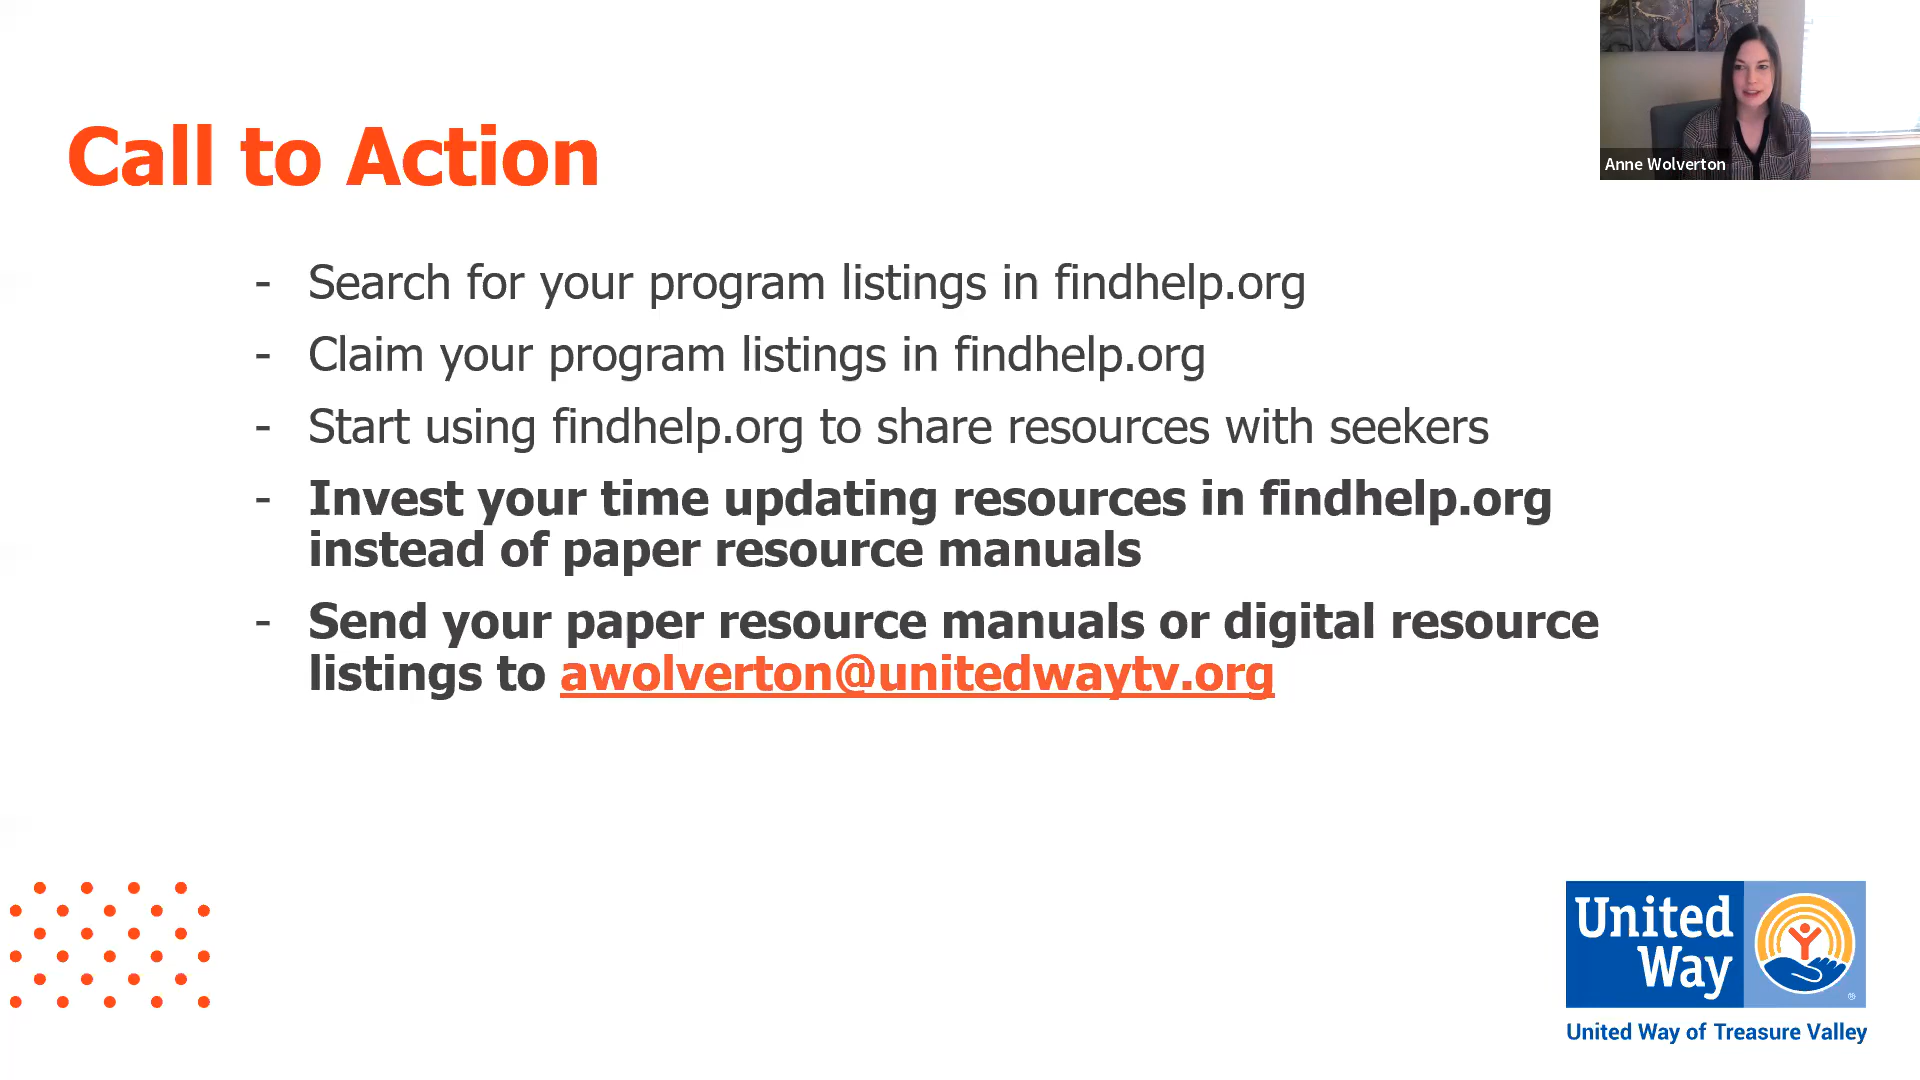 Anne Wolverton
Call to Action
- Search for your program listings in findhelp.org
- Claim your program listings in findhelp.org
- Start using findhelp.org to share resources with seekers
- Invest your time updating resources in findhelp.org
instead of paper resource manuals
- Send your paper resource manuals or digital resource
listings to awolverton@unitedwaytv.org
United
Way
®
United Way of Treasure Valley